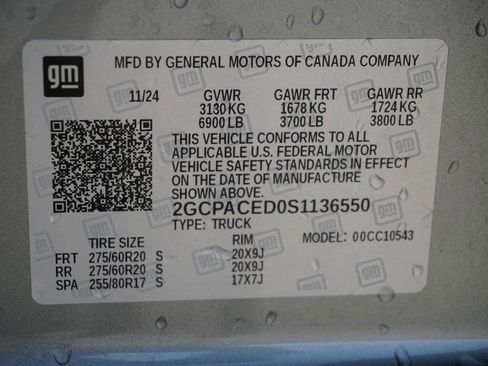 gm
MFD BY GENERAL MOTORS OF CANADA COMPANY
11/24 GVWR GAWR FRT GAWR RR
3130 KG 1678 KG 1724 KG
6900 LB 3700 LB 3800 LB
THIS VEHICLE CONFORMS TO ALL
APPLICABLE U.S. FEDERAL MOTOR
VEHICLE SAFETY STANDARDS IN EFFECT
ON THE DATE OF MANUFACTURE
SHOWN ABOVE.
2GCPACED0S1136550
TYPE: TRUCK MODEL: 00CC10543
TIRE SIZE RIM
FRT 275/60R20 S 20X9J
RR 275/60R20 S 20X9J
SPA 255/80R17 S 17X7J
gm